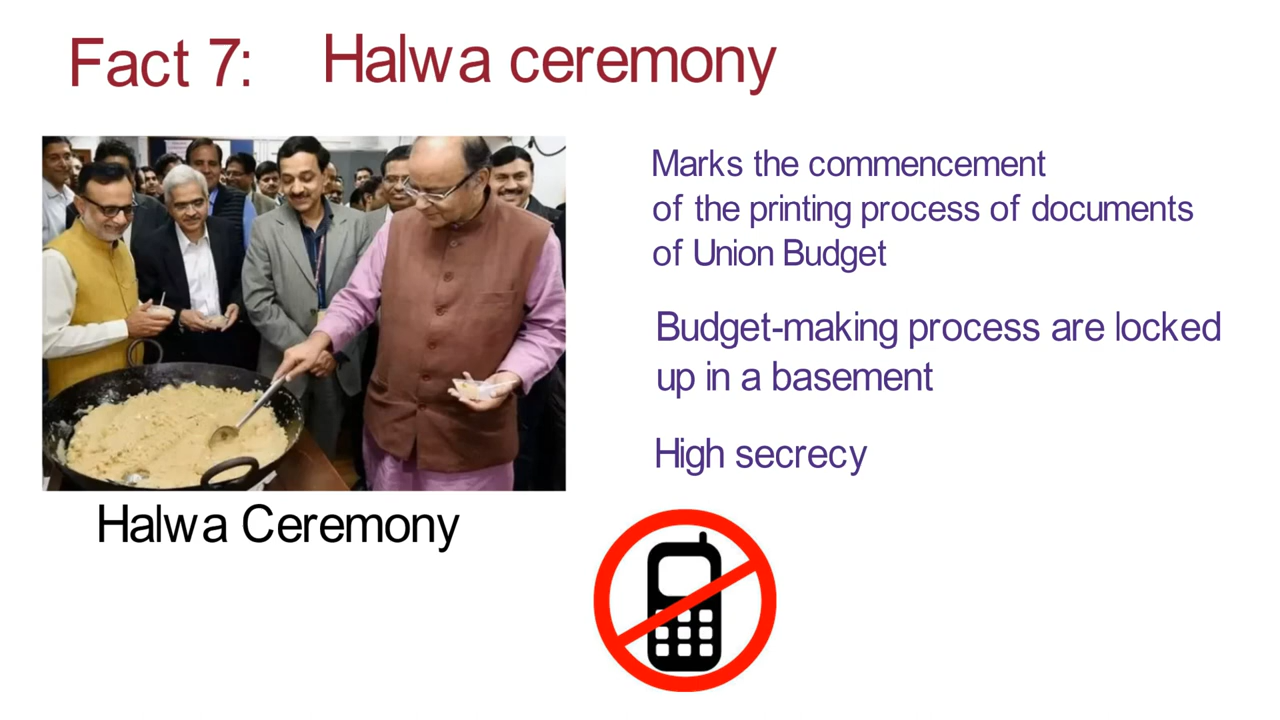 Fact 7: Halwa ceremony
Marks the commencement
of the printing process of documents
of Union Budget
Budget-making process are locked
up in a basement
High secrecy
Halwa Ceremony